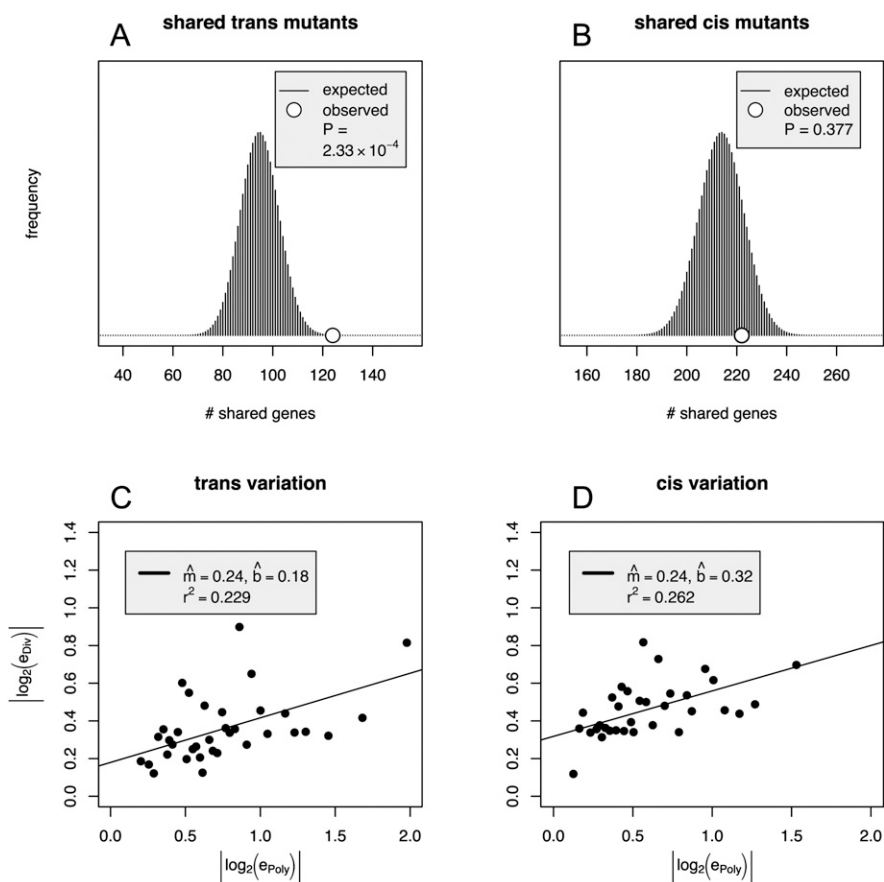 A shared trans mutants
expected
observed
P =
2.33 × 10⁻⁴
frequency
40 60 80 100 120 140
# shared genes
B shared cis mutants
expected
observed
P = 0.377
160 180 200 220 240 260
# shared genes
C trans variation
m̂ = 0.24, b̂ = 0.18
r² = 0.229
|log₂(e_Div)|
1.4
1.2
1.0
0.8
0.6
0.4
0.2
0.0
0.0 0.5 1.0 1.5 2.0
|log₂(e_Poly)|
D cis variation
m̂ = 0.24, b̂ = 0.32
r² = 0.262
1.4
1.2
1.0
0.8
0.6
0.4
0.2
0.0
0.0 0.5 1.0 1.5 2.0
|log₂(e_Poly)|